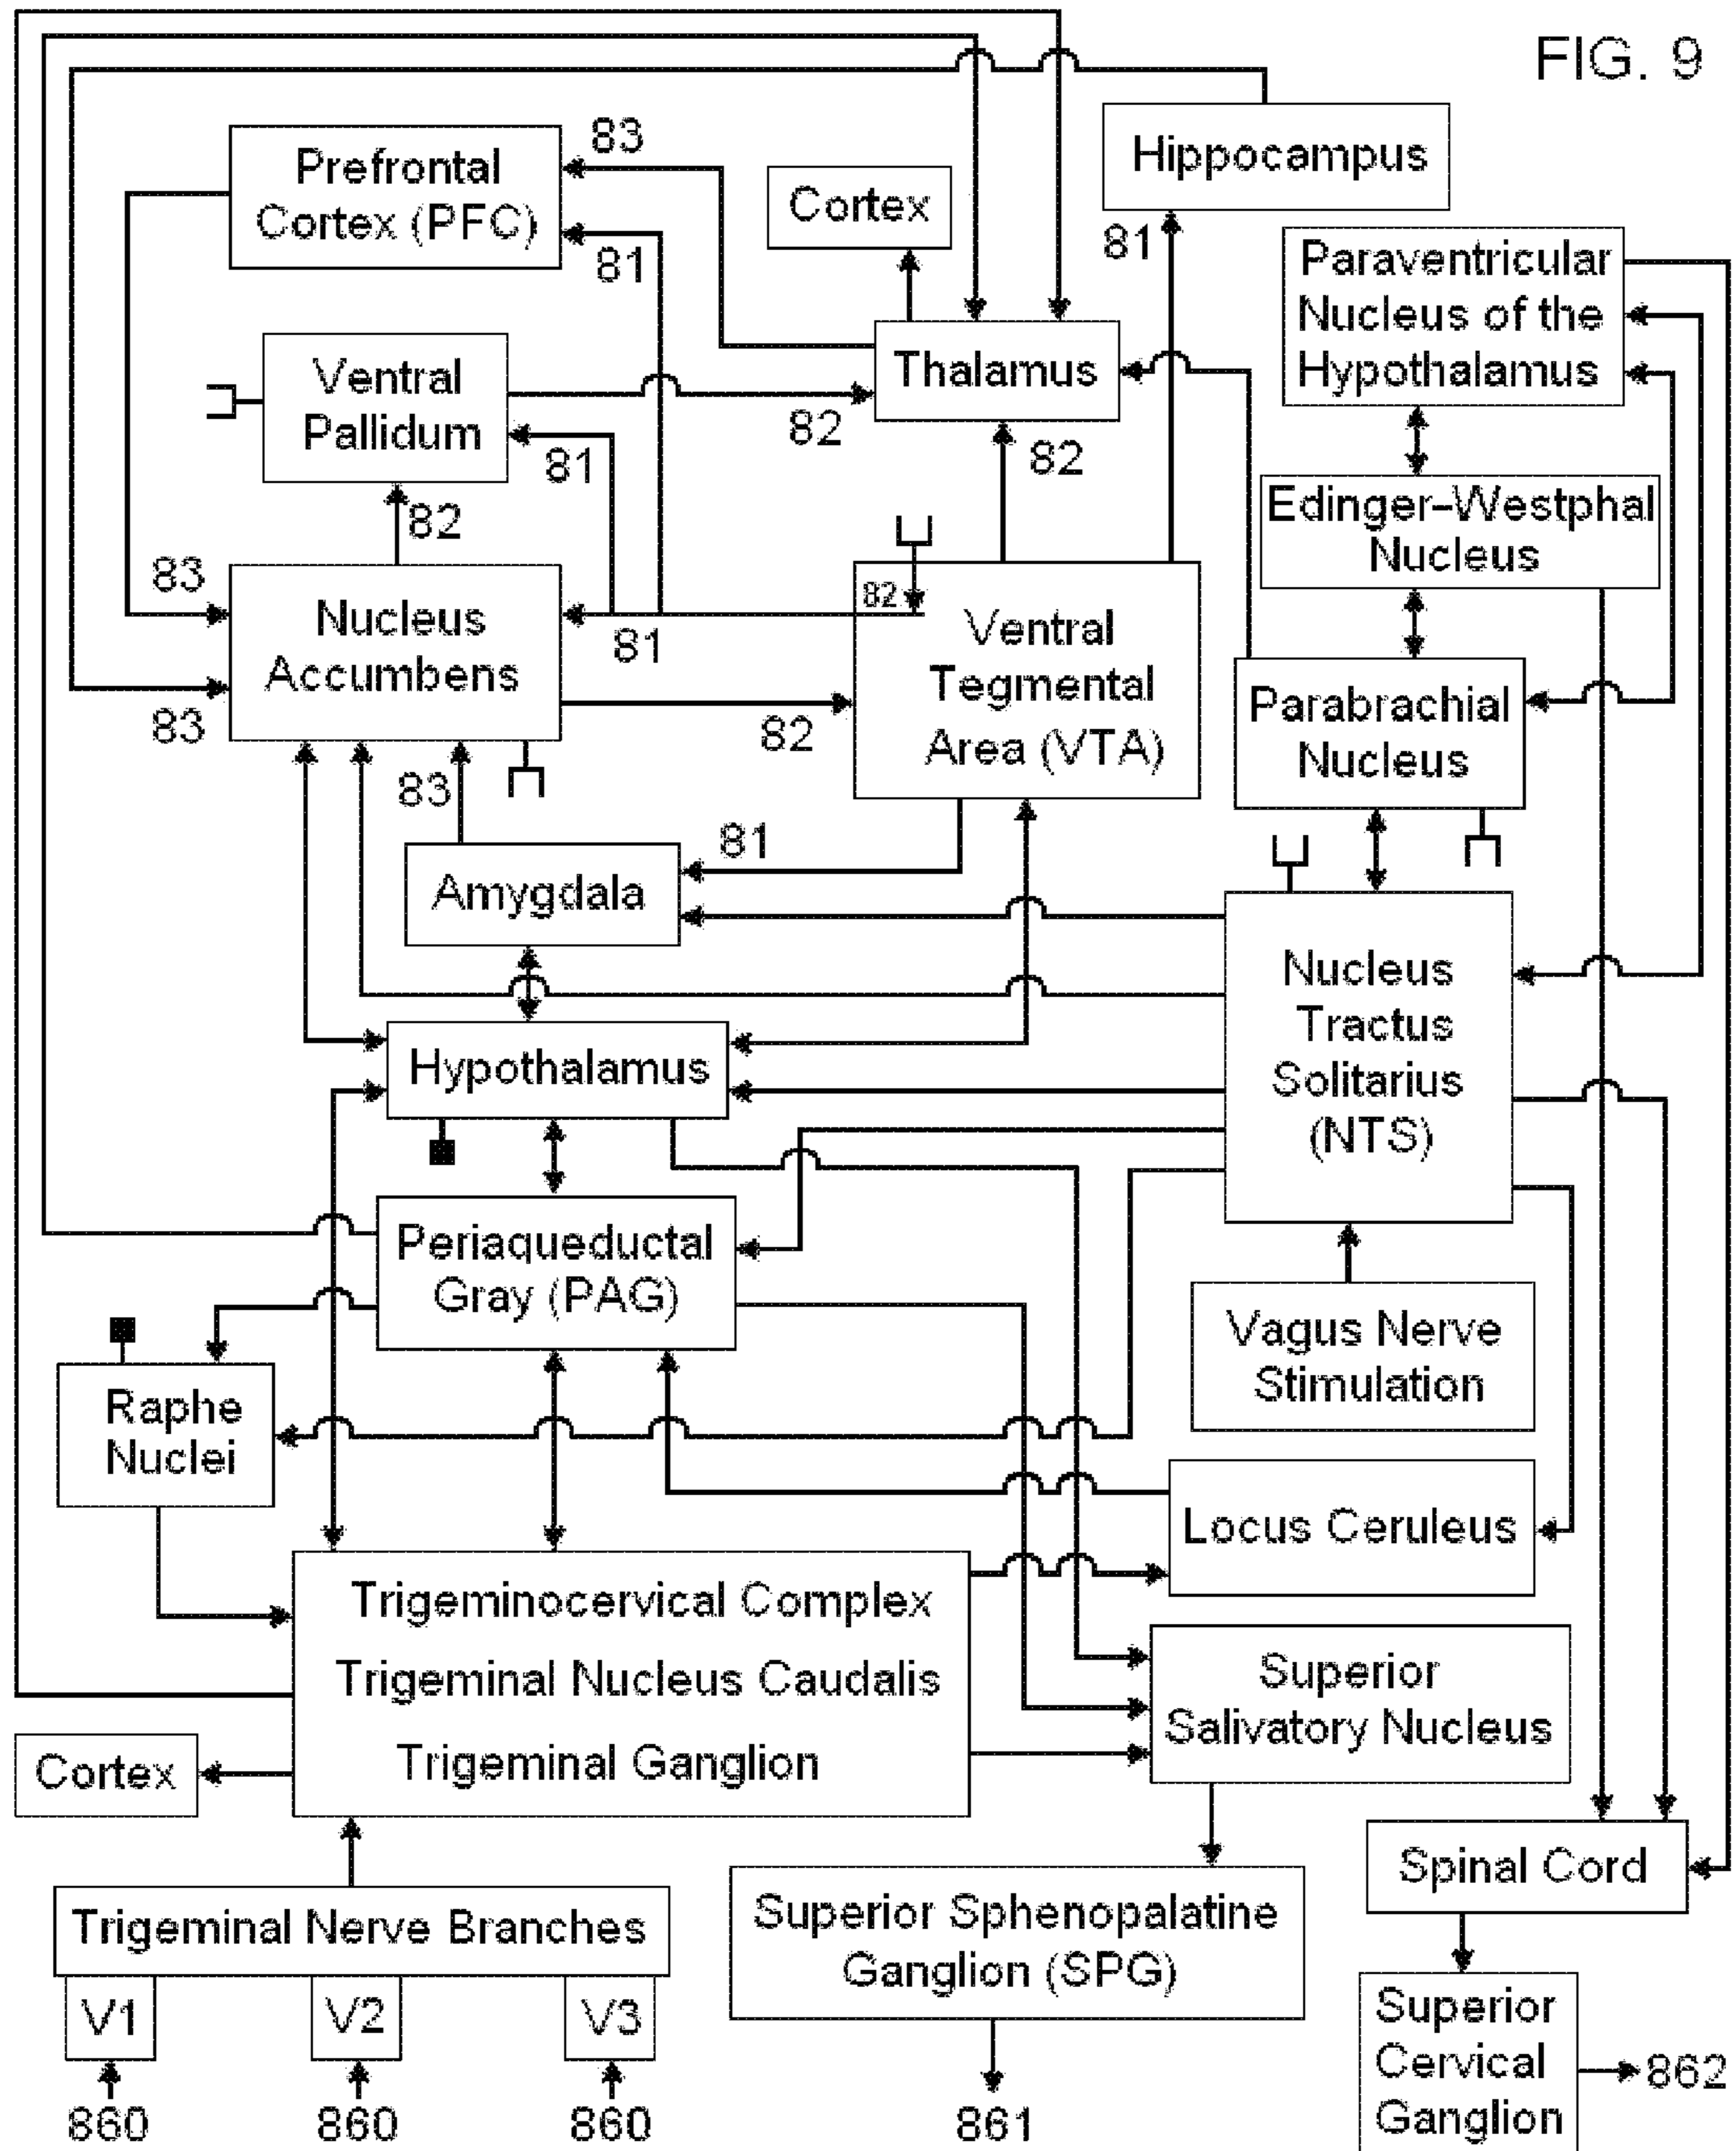 FIG. 9
Hippocampus
Prefrontal
Cortex (PFC)
83
81
Cortex
81
Paraventricular
Nucleus of the
Hypothalamus
Thalamus
Ventral
Pallidum
82
81
82
82
Edinger–Westphal
Nucleus
83
Nucleus
Accumbens
83
81
82
82
Ventral
Tegmental
Area (VTA)
Parabrachial
Nucleus
83
81
Amygdala
Nucleus
Tractus
Solitarius
(NTS)
Hypothalamus
Periaqueductal
Gray (PAG)
Vagus Nerve
Stimulation
Raphe
Nuclei
Locus Ceruleus
Trigeminocervical Complex
Trigeminal Nucleus Caudalis
Trigeminal Ganglion
Superior
Salivatory Nucleus
Cortex
Spinal Cord
Trigeminal Nerve Branches
V1
V2
V3
860
860
860
Superior Sphenopalatine
Ganglion (SPG)
861
Superior
Cervical
Ganglion
862